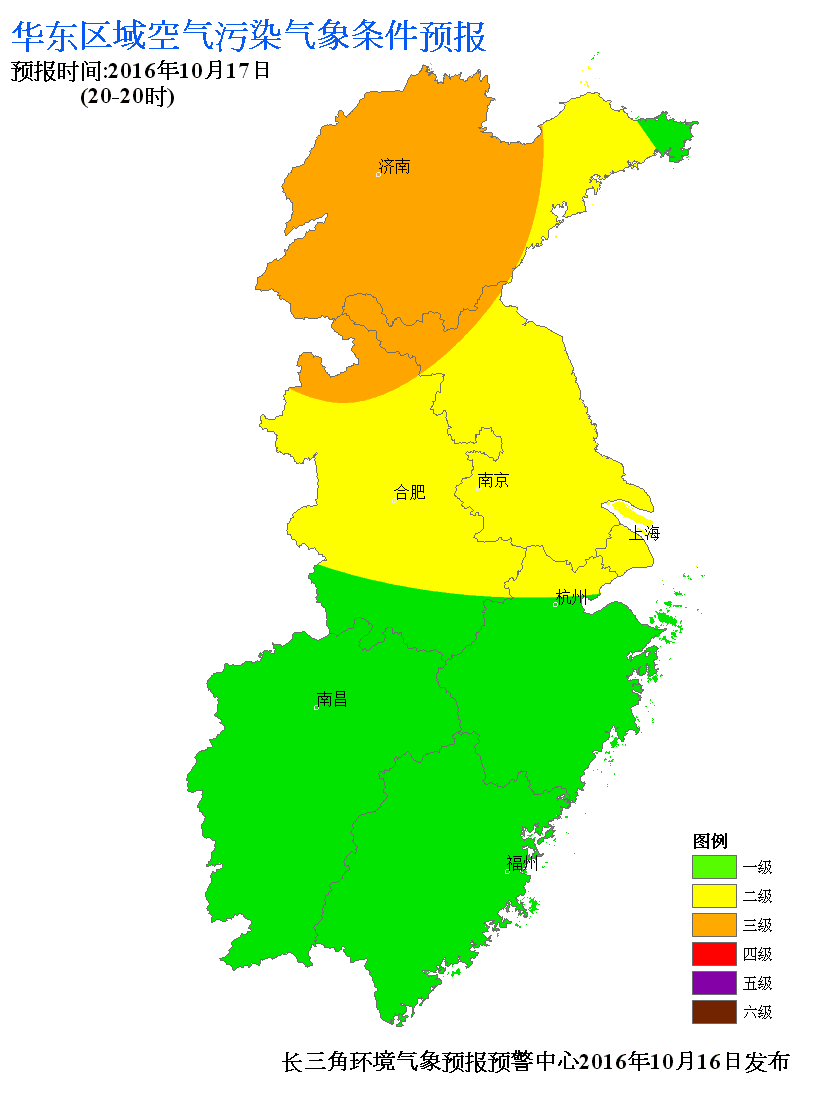 华东区域空气污染气象条件预报
预报时间:2016年10月17日
(20-20时)
济南
南京
合肥
上海
杭州
南昌
福州
图例
一级
二级
三级
四级
五级
六级
长三角环境气象预报预警中心2016年10月16日发布